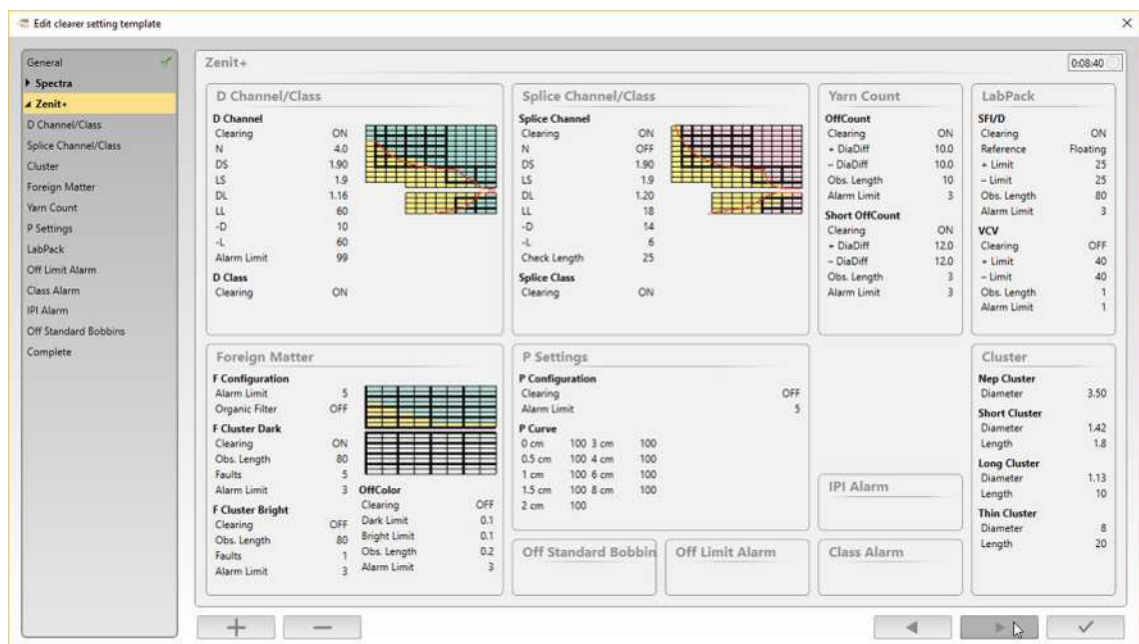 Edit clearer setting template
General
Spectra
Zenit+
D Channel/Class
Splice Channel/Class
Cluster
Foreign Matter
Yarn Count
P Settings
LabPack
Off Limit Alarm
Class Alarm
IPI Alarm
Off Standard Bobbins
Complete
Zenit+
0:08:40
D Channel/Class
D Channel
Clearing ON
N 4.0
DS 1.90
LS 1.9
DL 1.16
LL 60
-D 10
-L 60
Alarm Limit 99
D Class
Clearing ON
Splice Channel/Class
Splice Channel
Clearing ON
N OFF
DS 1.90
LS 1.9
DL 1.20
LL 18
-D 14
-L 6
Check Length 25
Splice Class
Clearing ON
Yarn Count
OffCount
Clearing ON
+ DiaDiff 10.0
- DiaDiff 10.0
Obs. Length 10
Alarm Limit 3
Short OffCount
Clearing ON
+ DiaDiff 12.0
- DiaDiff 12.0
Obs. Length 3
Alarm Limit 3
LabPack
SFI/D
Clearing ON
Reference Floating
+ Limit 25
- Limit 25
Obs. Length 80
Alarm Limit 3
VCV
Clearing OFF
+ Limit 40
- Limit 40
Obs. Length 1
Alarm Limit 1
Foreign Matter
F Configuration
Alarm Limit 5
Organic Filter OFF
F Cluster Dark
Clearing ON
Obs. Length 80
Faults 5
Alarm Limit 3
F Cluster Bright
Clearing OFF
Obs. Length 80
Faults 1
Alarm Limit 3
OffColor
Clearing OFF
Dark Limit 0.1
Bright Limit 0.1
Obs. Length 0.2
Alarm Limit 3
P Settings
P Configuration
Clearing OFF
Alarm Limit 5
P Curve
0 cm 100 3 cm 100
0.5 cm 100 4 cm 100
1 cm 100 6 cm 100
1.5 cm 100 8 cm 100
2 cm 100
Off Standard Bobbin
Off Limit Alarm
IPI Alarm
Class Alarm
Cluster
Nep Cluster
Diameter 3.50
Short Cluster
Diameter 1.42
Length 1.8
Long Cluster
Diameter 1.13
Length 10
Thin Cluster
Diameter 8
Length 20